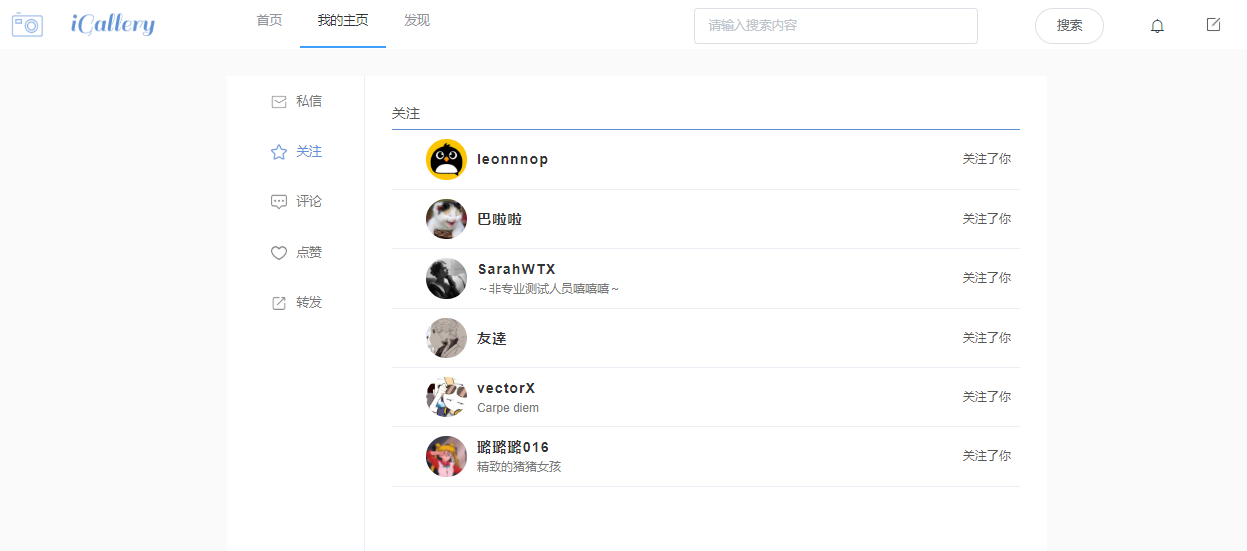 iGallery 首页 我的主页 发现 请输入搜索内容 搜索
私信
关注
评论
点赞
转发
关注
leonnnop 关注了你
巴啦啦 关注了你
SarahWTX 关注了你
～非专业测试人员嘻嘻嘻～
友達 关注了你
vectorX 关注了你
Carpe diem
璐璐璐016 关注了你
精致的猪猪女孩